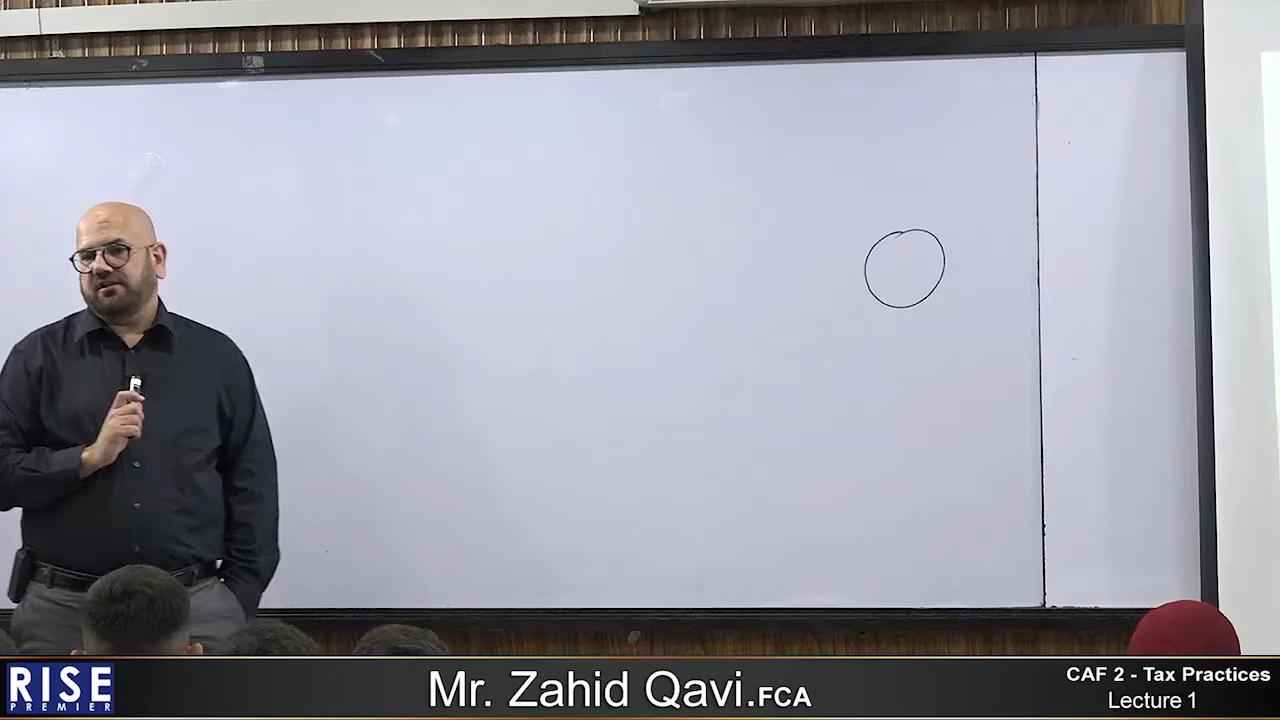 RISE
PREMIER
Mr. Zahid Qavi.FCA
CAF 2 - Tax Practices
Lecture 1